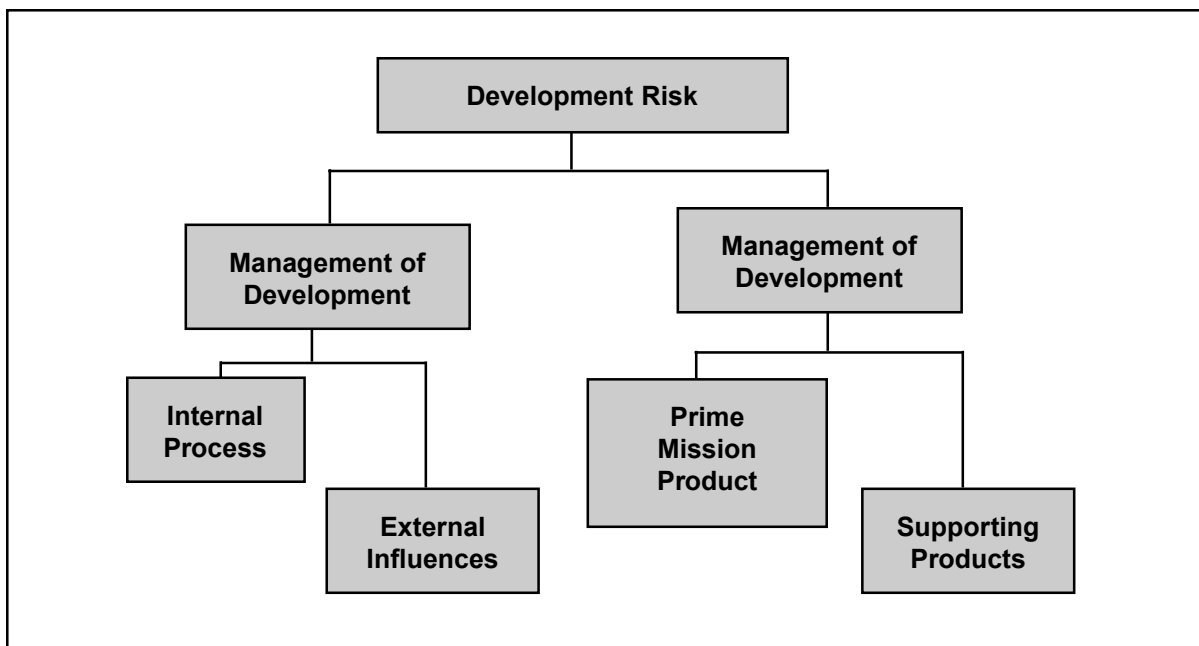 Development Risk
Management of
Development
Management of
Development
Internal
Process
External
Influences
Prime
Mission
Product
Supporting
Products